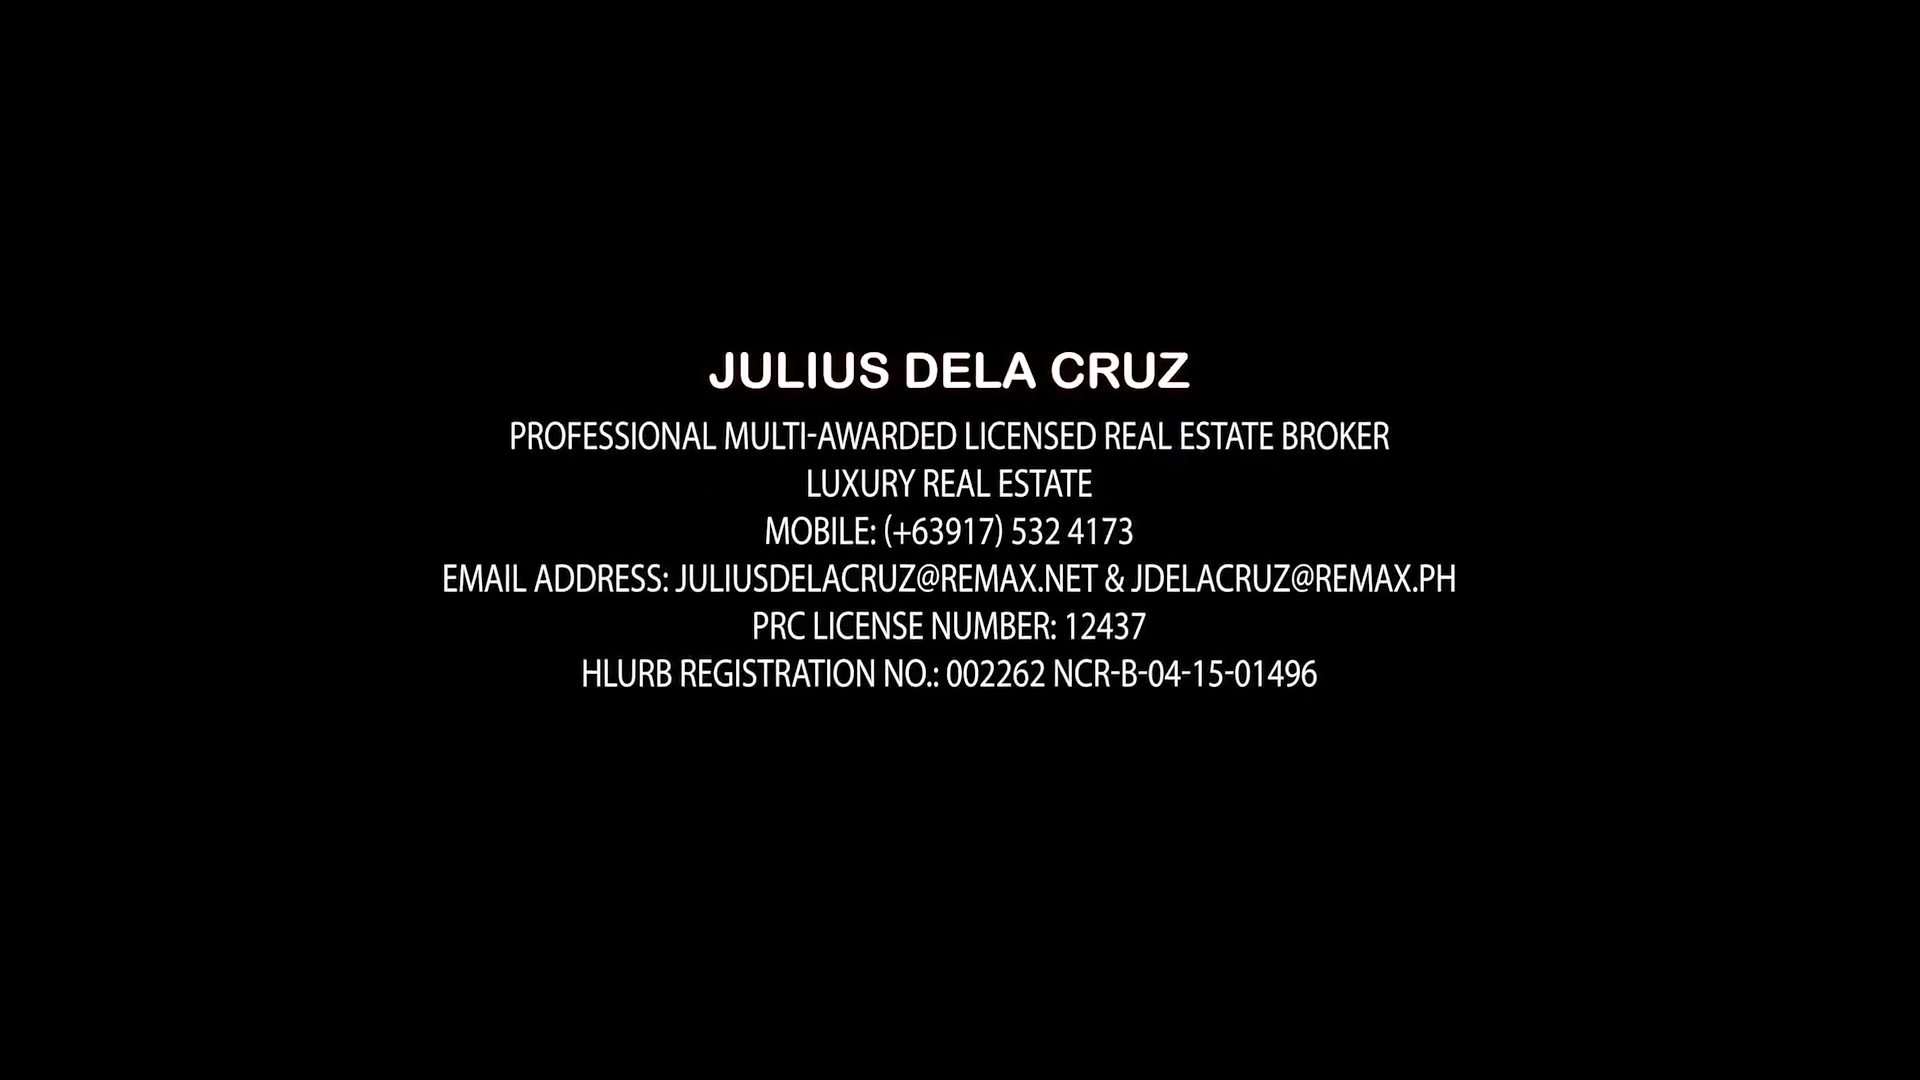 JULIUS DELA CRUZ
PROFESSIONAL MULTI-AWARDED LICENSED REAL ESTATE BROKER
LUXURY REAL ESTATE
MOBILE: (+63917) 532 4173
EMAIL ADDRESS: JULIUSDELACRUZ@REMAX.NET & JDELACRUZ@REMAX.PH
PRC LICENSE NUMBER: 12437
HLURB REGISTRATION NO.: 002262 NCR-B-04-15-01496